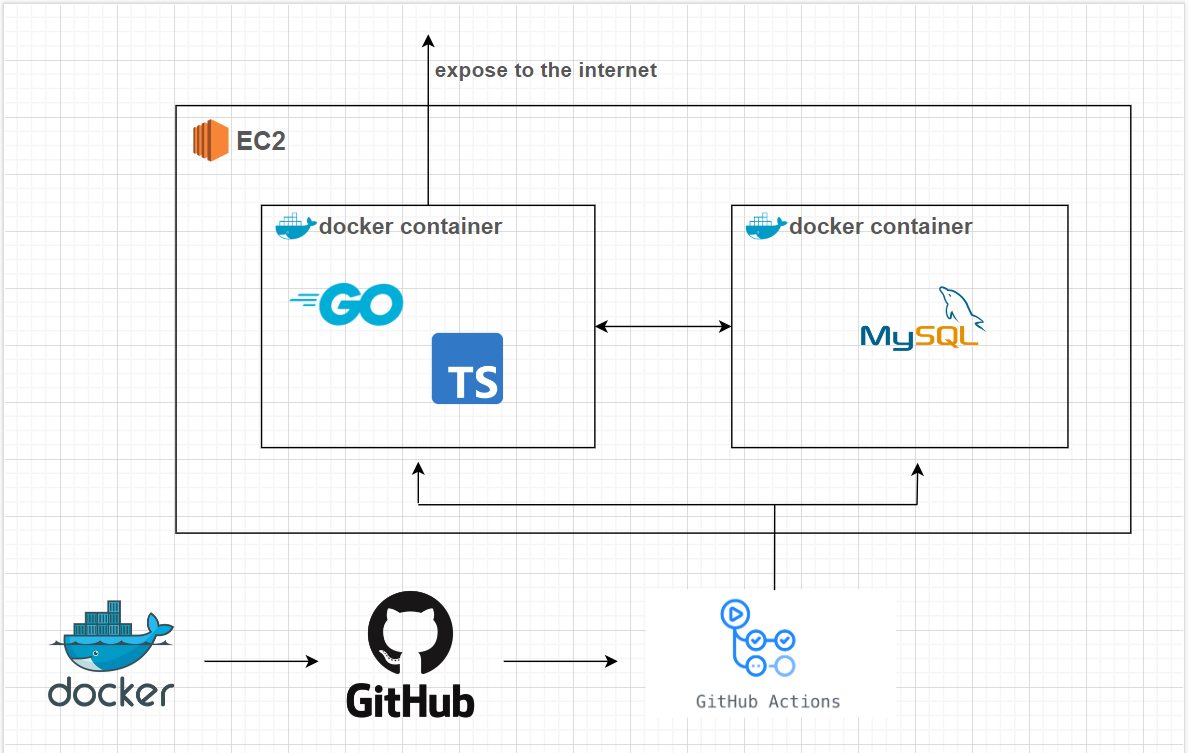 expose to the internet
EC2
docker container
docker container
GO
TS
MySQL
docker
GitHub
GitHub Actions